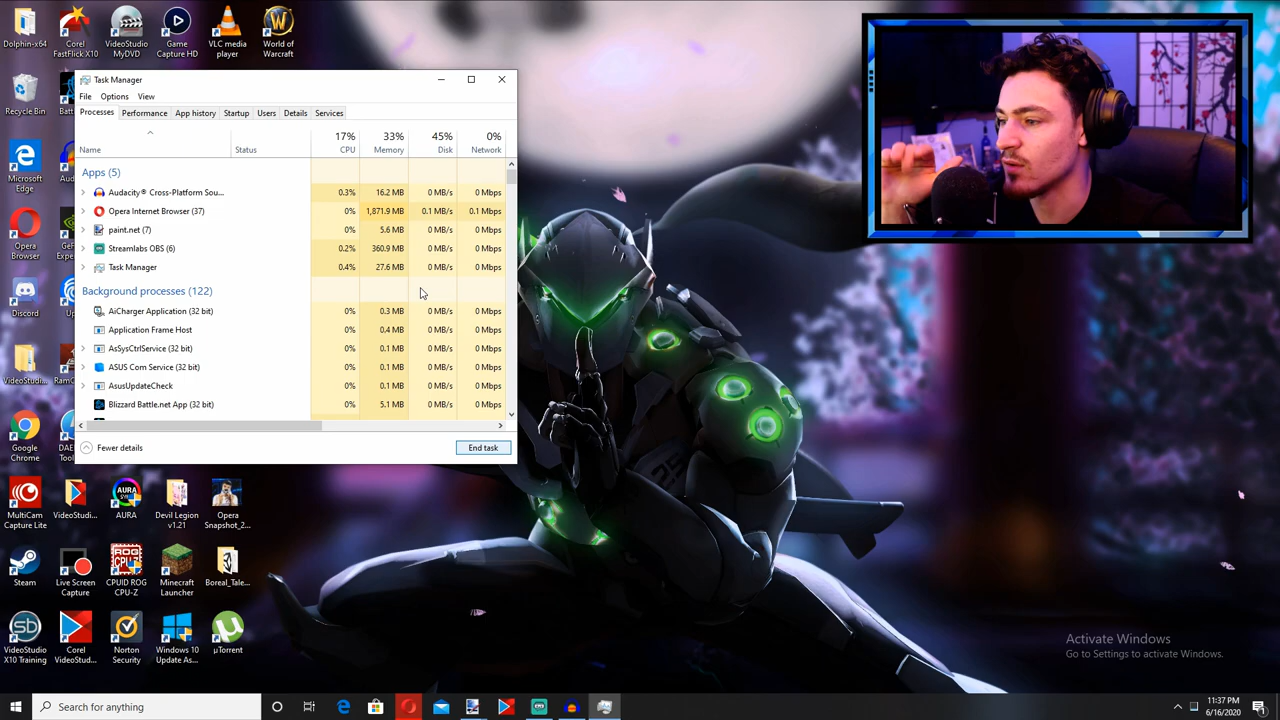 Dolphin-x64
Corel
FastFlick X10
VideoStudio
MyDVD
Game
Capture HD
VLC media
player
World of
Warcraft
Recycle Bin
Microsoft
Edge
Opera
Browser
Discord
VideoStudi...
Google
Chrome
Task Manager
File Options View
Processes Performance App history Startup Users Details Services
17% 33% 45% 0%
Name Status CPU Memory Disk Network
Apps (5)
Audacity® Cross-Platform Sou... 0.3% 16.2 MB 0 MB/s 0 Mbps
Opera Internet Browser (37) 0% 1,871.9 MB 0.1 MB/s 0.1 Mbps
paint.net (7) 0% 5.6 MB 0 MB/s 0 Mbps
Streamlabs OBS (6) 0.2% 360.9 MB 0 MB/s 0 Mbps
Task Manager 0.4% 27.6 MB 0 MB/s 0 Mbps
Background processes (122)
AiCharger Application (32 bit) 0% 0.3 MB 0 MB/s 0 Mbps
Application Frame Host 0% 0.4 MB 0 MB/s 0 Mbps
AsSysCtrlService (32 bit) 0% 0.1 MB 0 MB/s 0 Mbps
ASUS Com Service (32 bit) 0% 0.1 MB 0 MB/s 0 Mbps
AsusUpdateCheck 0% 0.1 MB 0 MB/s 0 Mbps
Blizzard Battle.net App (32 bit) 0% 5.1 MB 0 MB/s 0 Mbps
Fewer details End task
MultiCam
Capture Lite
VideoStudi...
AURA
AURA
Devil Legion
v1.21
Opera
Snapshot_2...
Steam
Live Screen
Capture
ROG
CPU-Z
CPUID ROG
CPU-Z
Minecraft
Launcher
Boreal_Tale...
sb
VideoStudio
X10 Training
Corel
VideoStud...
Norton
Security
Windows 10
Update As...
µTorrent
Activate Windows
Go to Settings to activate Windows.
Search for anything
11:37 PM
6/16/2020